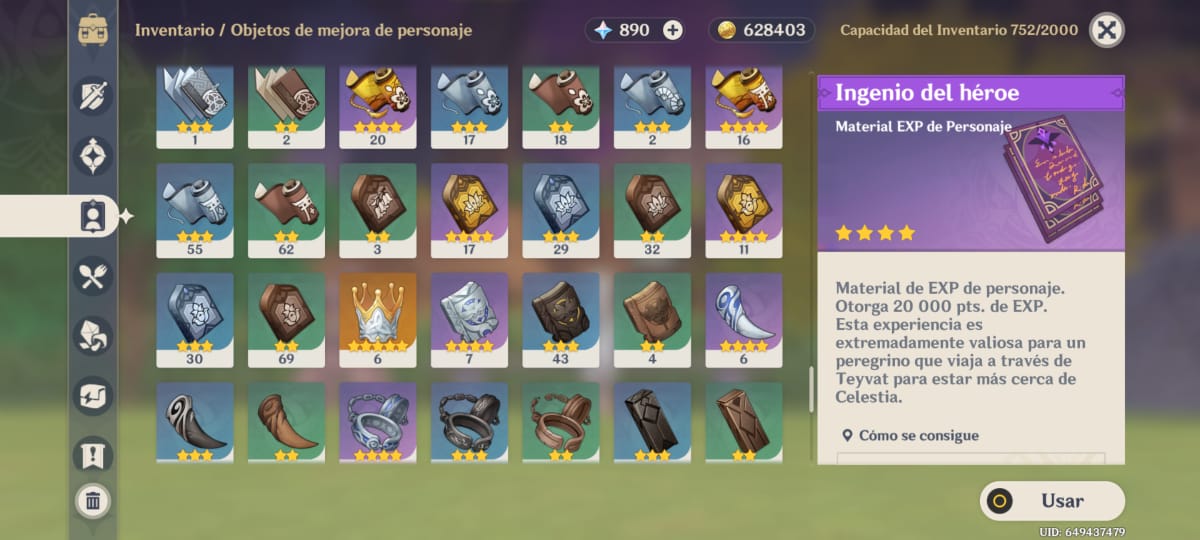 Inventario / Objetos de mejora de personaje
890
628403
Capacidad del Inventario 752/2000
1
2
20
17
18
2
16
55
62
3
17
29
32
11
30
69
6
7
43
4
6
Ingenio del héroe
Material EXP de Personaje
Material de EXP de personaje.
Otorga 20 000 pts. de EXP.
Esta experiencia es
extremadamente valiosa para un
peregrino que viaja a través de
Teyvat para estar más cerca de
Celestia.
Cómo se consigue
Usar
UID: 649437479